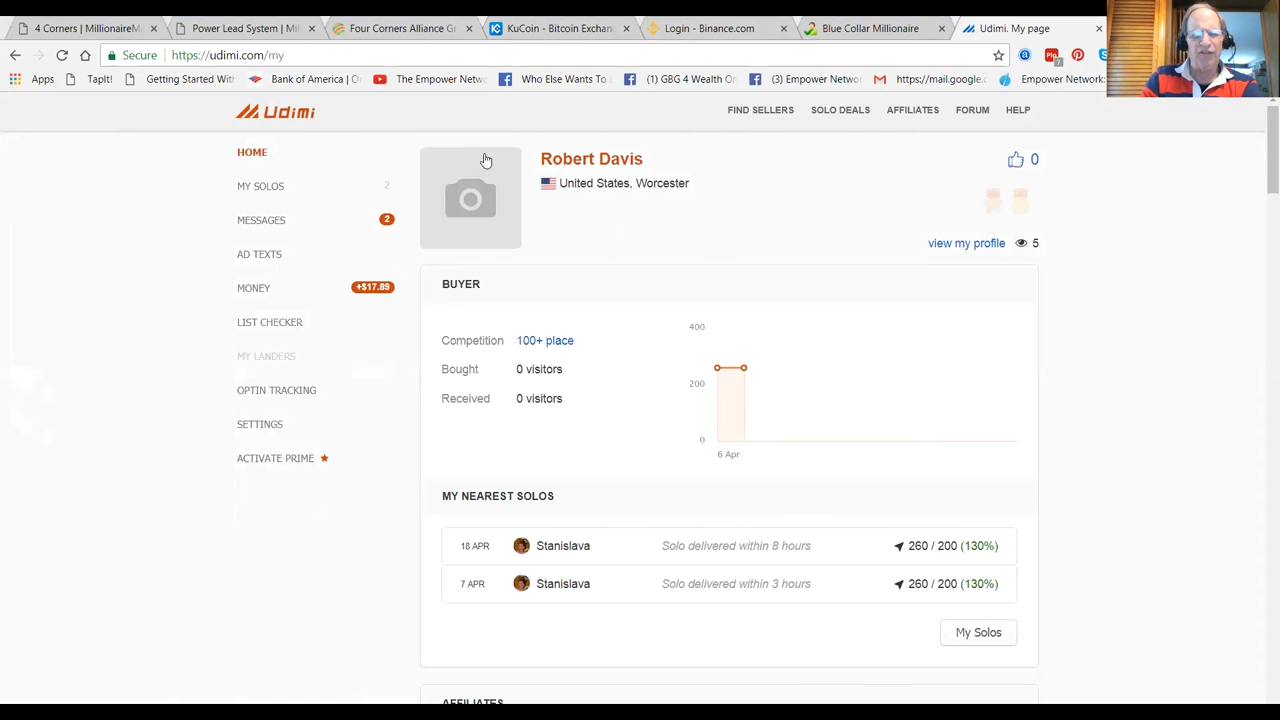 4 Corners | MillionaireM
Power Lead System |
Four Corners Alliance G
KuCoin - Bitcoin Exchan
Login - Binance.com
Blue Dollar Millionaire
Udimi. My page
Secure
https://udimi.com/my
Apps
TapIt!
Getting Started Wit
Bank of America | O
The Empower Netw
Who Else Wants To
(1) GBG 4 Wealth O
(3) Empower Netwo
https://mail.google.c
Empower Network:
Udimi
FIND SELLERS
SOLO DEALS
AFFILIATES
FORUM
HELP
HOME
MY SOLOS 2
MESSAGES 2
AD TEXTS
MONEY +$17.89
LIST CHECKER
MY LANDERS
OPTIN TRACKING
SETTINGS
ACTIVATE PRIME
Robert Davis
0
United States, Worcester
view my profile 5
BUYER
Competition 100+ place
Bought 0 visitors
Received 0 visitors
400
200
0
6 Apr
MY NEAREST SOLOS
18 APR Stanislava Solo delivered within 8 hours 260 / 200 (130%)
7 APR Stanislava Solo delivered within 3 hours 260 / 200 (130%)
My Solos
AFFILIATES